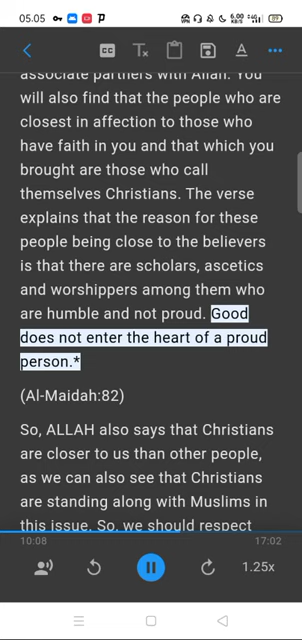 05.05
VPN
6.00
KB/S
89
CC
A
associate partners with Allah. You
will also find that the people who are
closest in affection to those who
have faith in you and that which you
brought are those who call
themselves Christians. The verse
explains that the reason for these
people being close to the believers
is that there are scholars, ascetics
and worshippers among them who
are humble and not proud. Good
does not enter the heart of a proud
person.*
(Al-Maidah:82)
So, ALLAH also says that Christians
are closer to us than other people,
as we can also see that Christians
are standing along with Muslims in
this issue. So, we should respect
10:08
17:02
1.25x